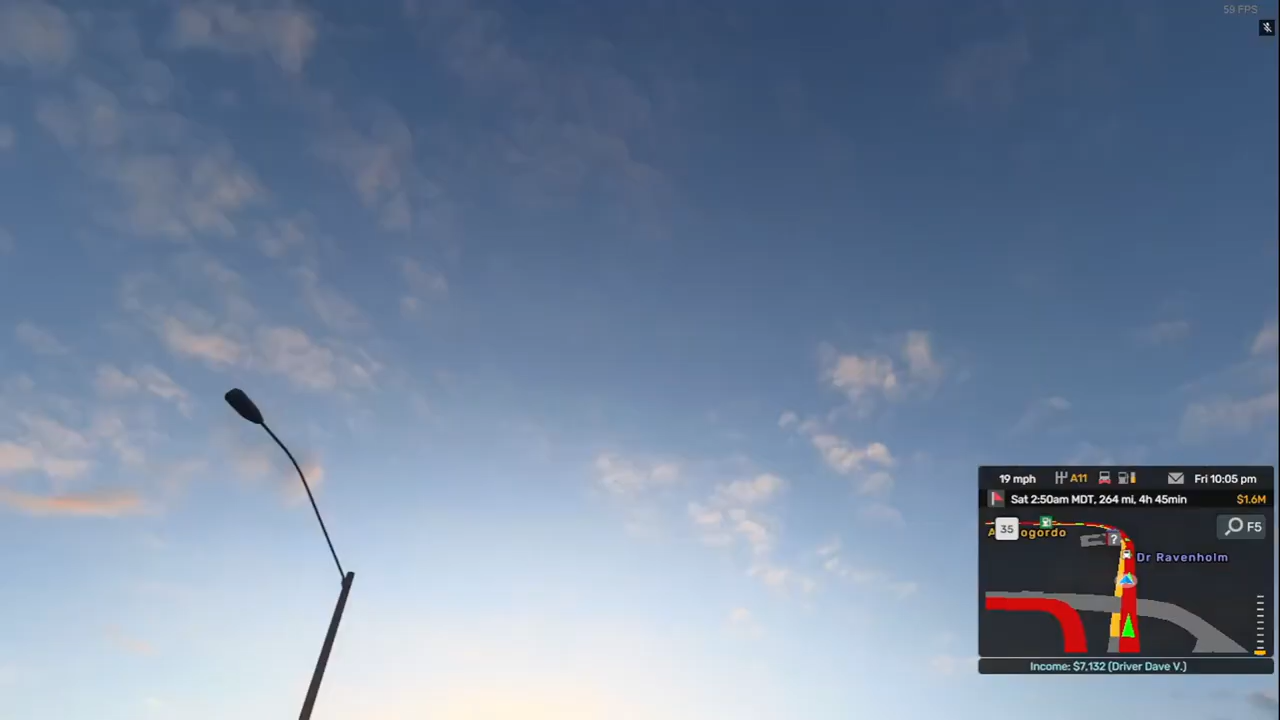 59 FPS
19 mph A11 Fri 10:05 pm
Sat 2:50am MDT, 264 mi, 4h 45min $1.6M
35 ? F5
A ogordo
Dr Ravenholm
Income: $7,132 (Driver Dave V.)